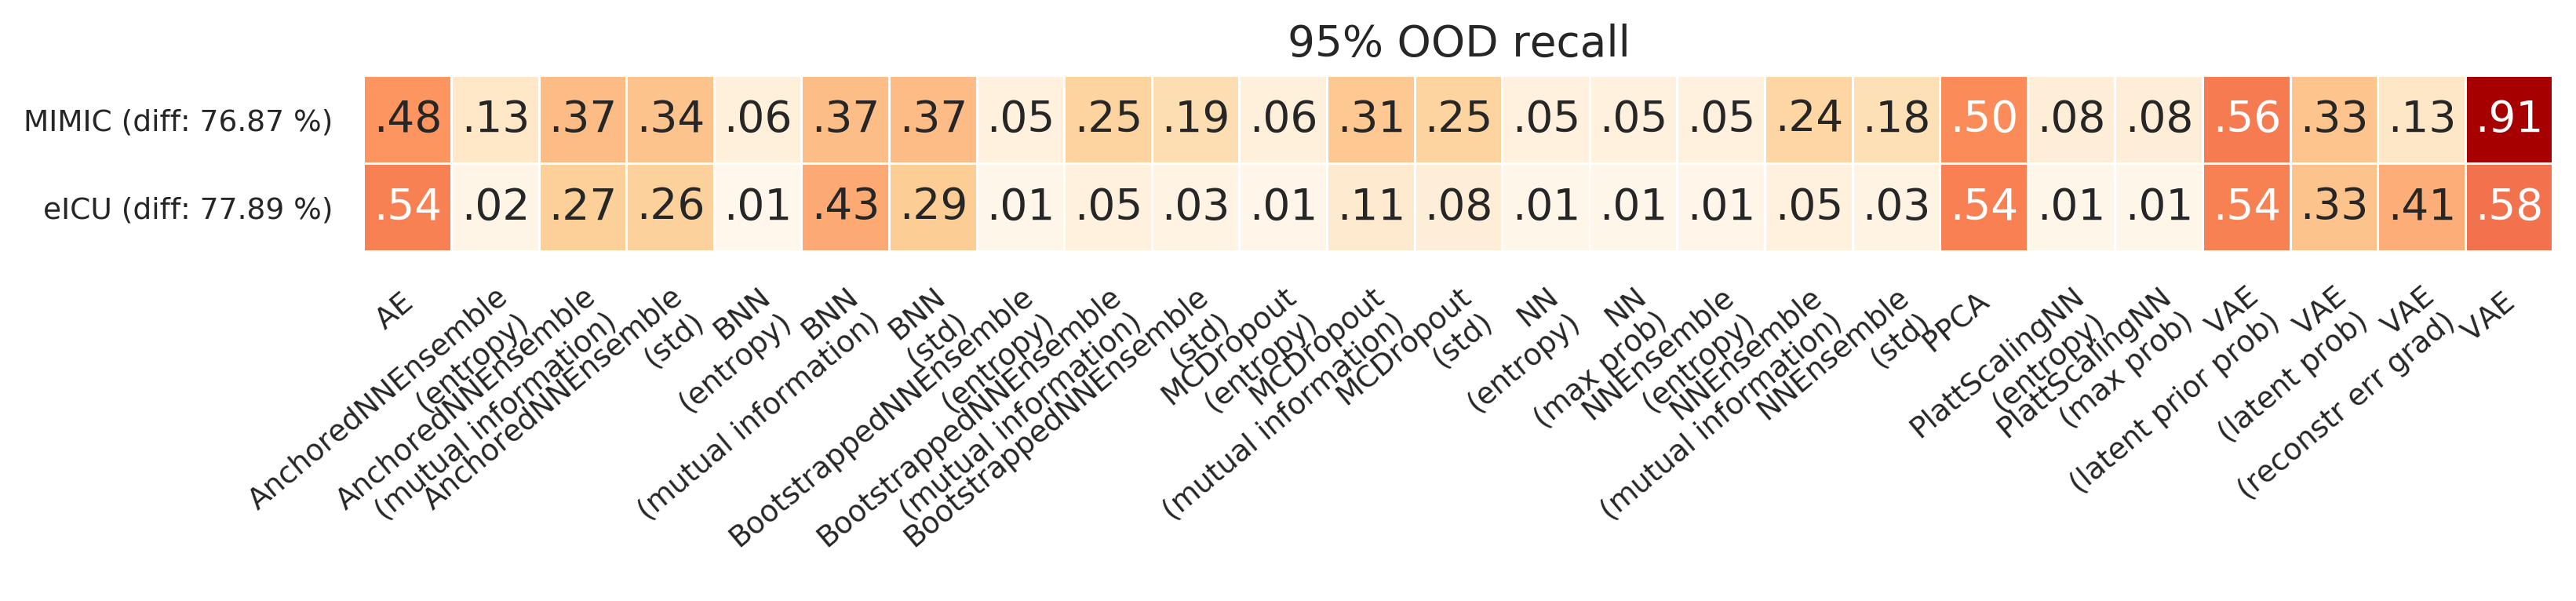 95% OOD recall
MIMIC (diff: 76.87 %) .48 .13 .37 .34 .06 .37 .37 .05 .25 .19 .06 .31 .25 .05 .05 .05 .24 .18 .50 .08 .08 .56 .33 .13 .91
eICU (diff: 77.89 %) .54 .02 .27 .26 .01 .43 .29 .01 .05 .03 .01 .11 .08 .01 .01 .01 .05 .03 .54 .01 .01 .54 .33 .41 .58
AE
AnchoredNNEnsemble
(entropy)
AnchoredNNEnsemble
(mutual information)
AnchoredNNEnsemble
(std)
BNN
(entropy)
BNN
(mutual information)
BNN
(std)
BootstrappedNNEnsemble
(entropy)
BootstrappedNNEnsemble
(mutual information)
BootstrappedNNEnsemble
(std)
MCDropout
(entropy)
MCDropout
(mutual information)
MCDropout
(std)
NN
(entropy)
NN
(max prob)
NNEnsemble
(entropy)
NNEnsemble
(mutual information)
NNEnsemble
(std)
PPCA
PlattScalingNN
(entropy)
PlattScalingNN
(max prob)
VAE
(latent prior prob)
VAE
(latent prob)
VAE
(reconstr err grad)
VAE